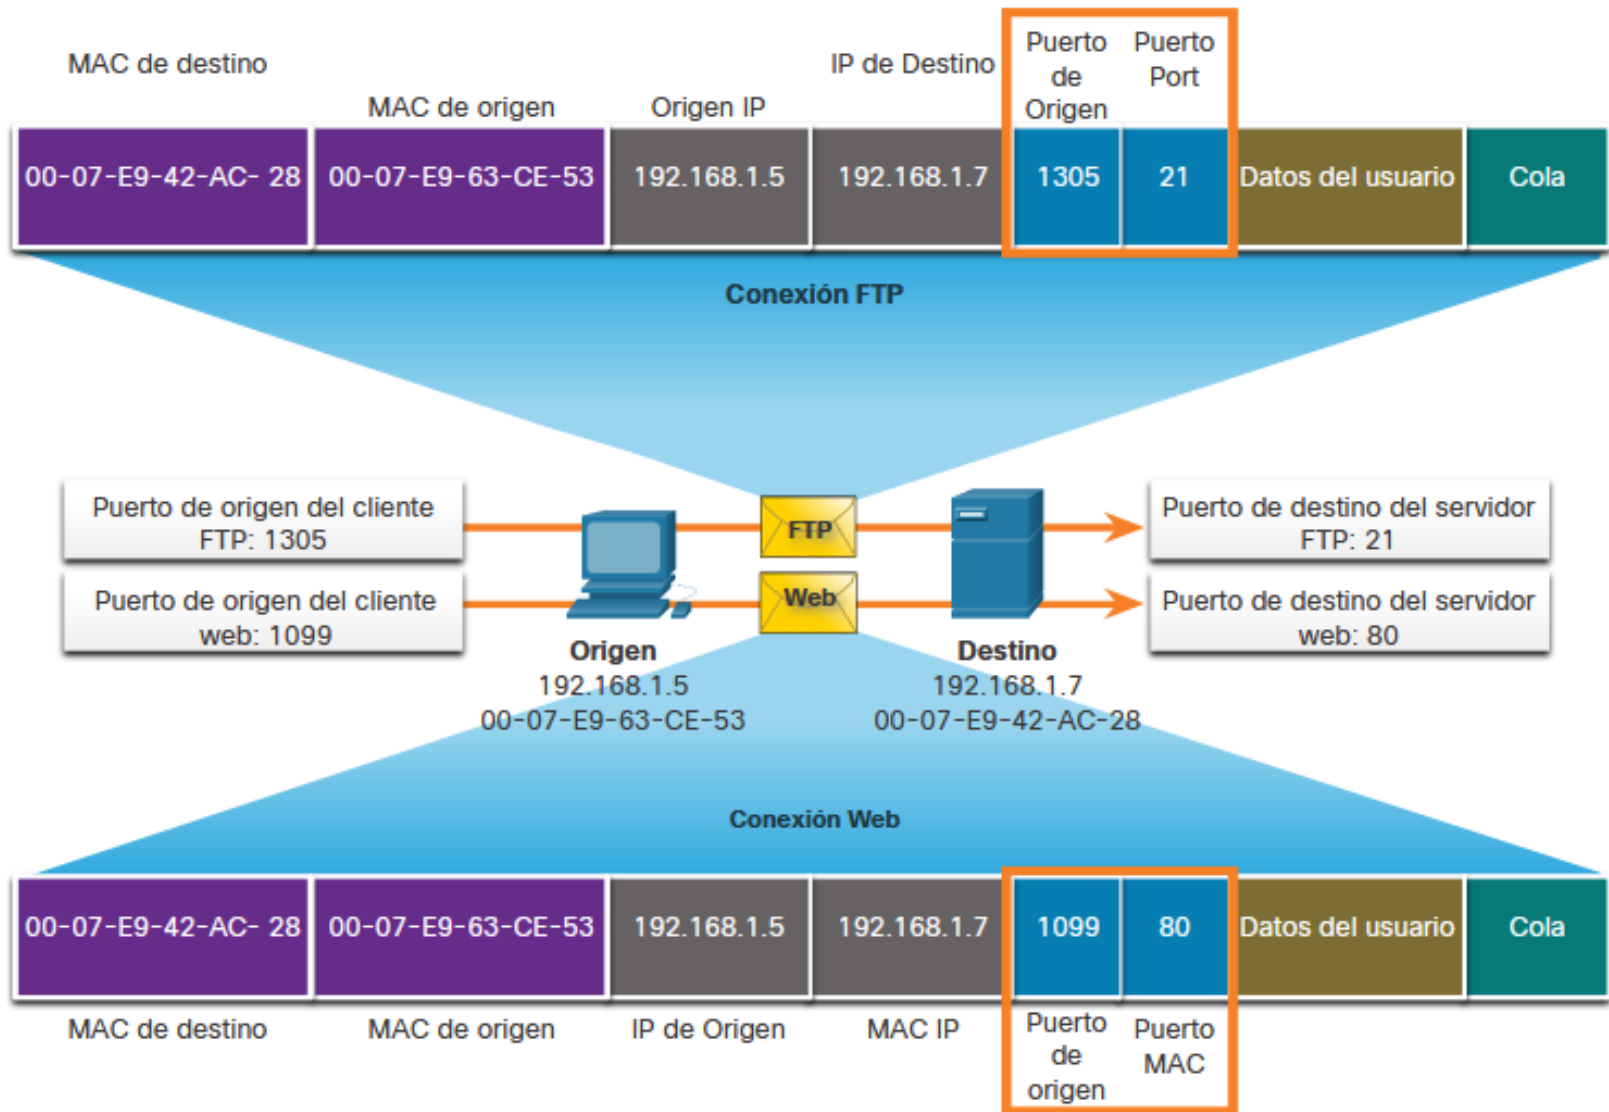 MAC de destino
MAC de origen
Origen IP
IP de Destino
Puerto
de
Origen
Puerto
Port
00-07-E9-42-AC- 28
00-07-E9-63-CE-53
192.168.1.5
192.168.1.7
1305
21
Datos del usuario
Cola
Conexión FTP
Puerto de origen del cliente
FTP: 1305
FTP
Puerto de destino del servidor
FTP: 21
Puerto de origen del cliente
web: 1099
Web
Puerto de destino del servidor
web: 80
Origen
192.168.1.5
00-07-E9-63-CE-53
Destino
192.168.1.7
00-07-E9-42-AC-28
Conexión Web
00-07-E9-42-AC- 28
00-07-E9-63-CE-53
192.168.1.5
192.168.1.7
1099
80
Datos del usuario
Cola
MAC de destino
MAC de origen
IP de Origen
MAC IP
Puerto
de
origen
Puerto
MAC